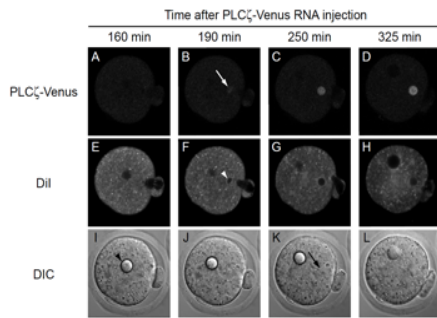 Time after PLCζ-Venus RNA injection
160 min 190 min 250 min 325 min
PLCζ-Venus A B C D
DiI E F G H
DIC I J K L